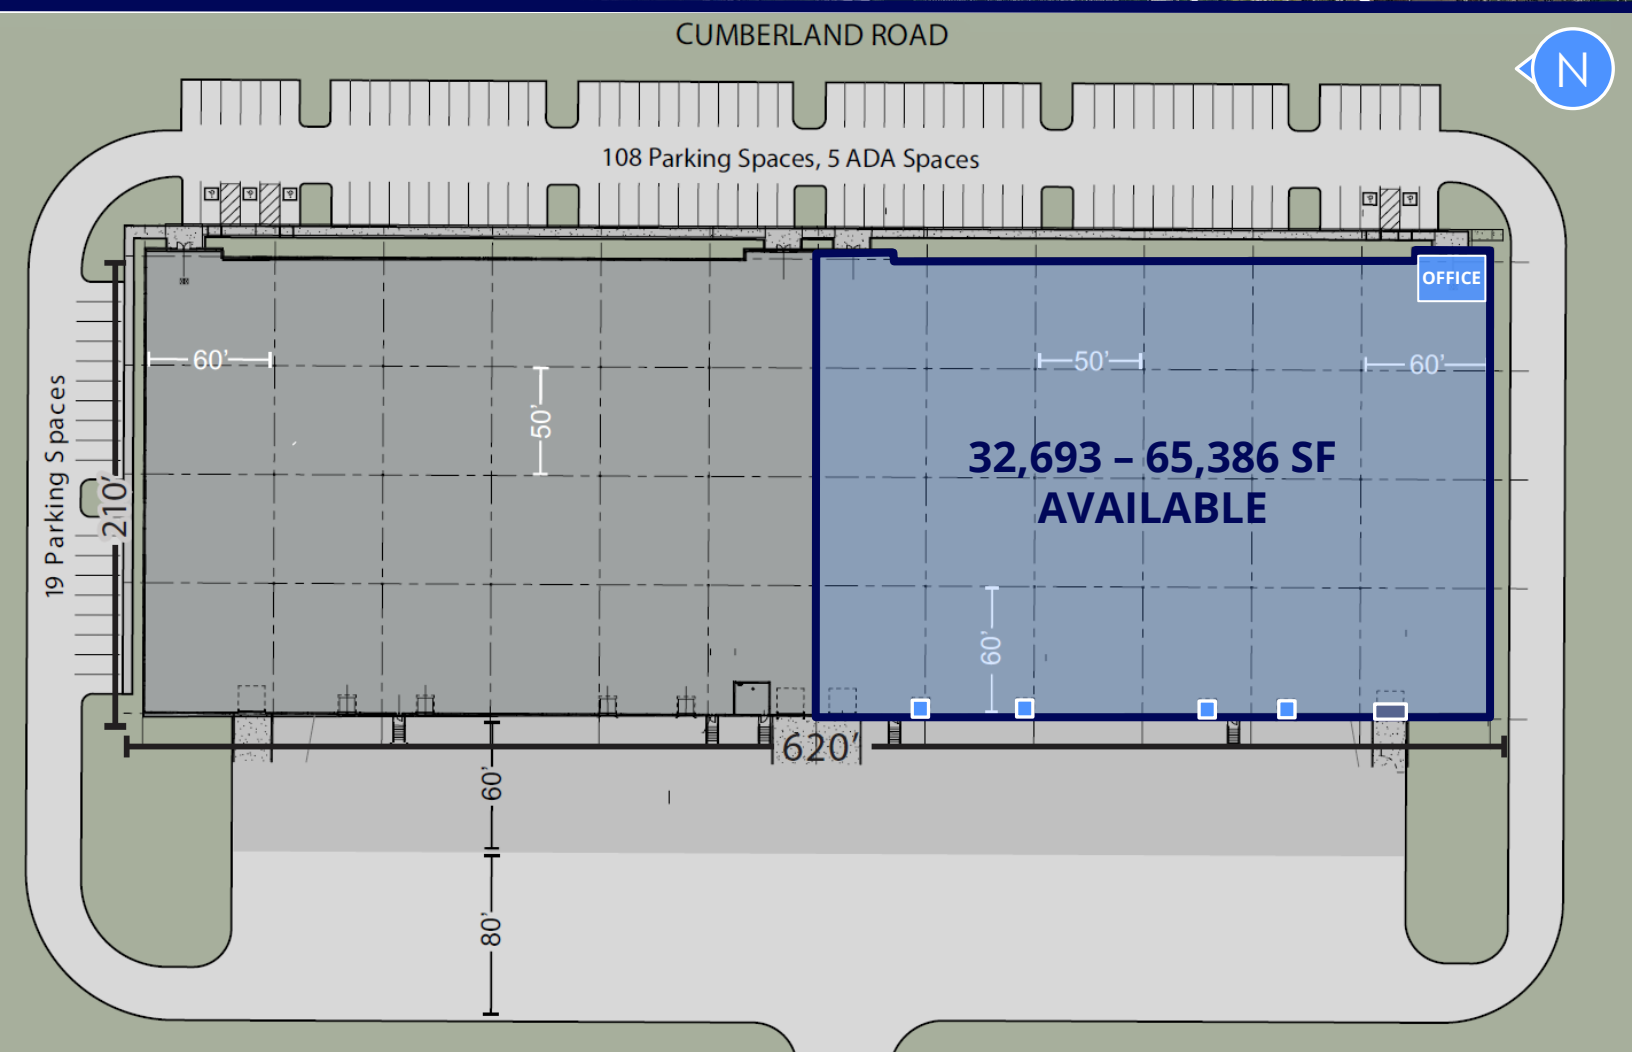 CUMBERLAND ROAD
N
108 Parking Spaces, 5 ADA Spaces
OFFICE
60’
50’
60’
50’
19 Parking Spaces
210’
32,693 – 65,386 SF
AVAILABLE
60’
620’
60’
80’